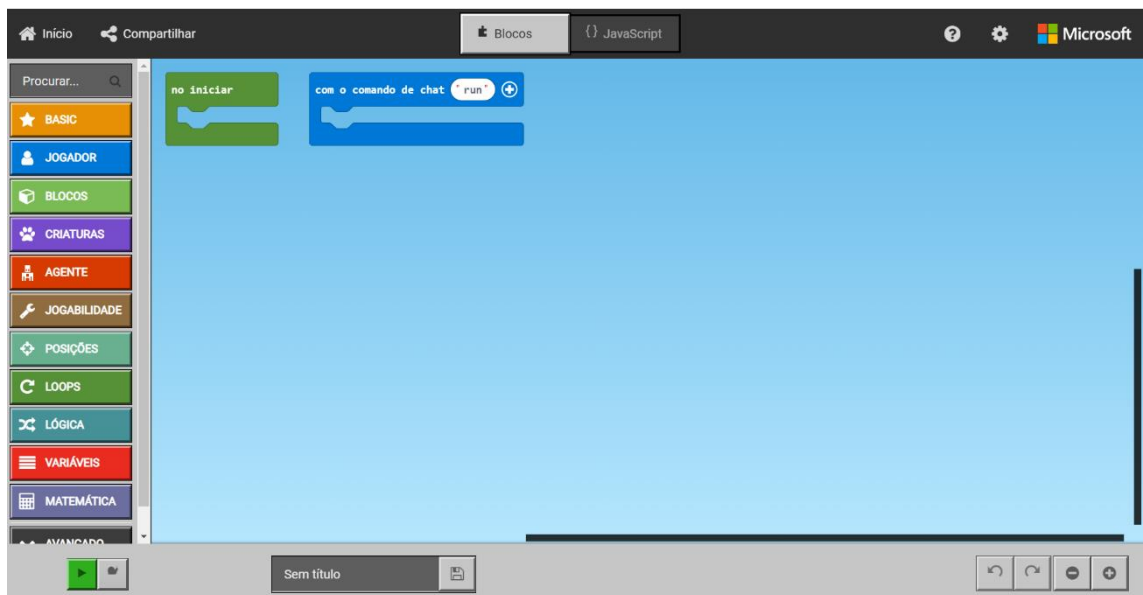 Início
Compartilhar
Blocos
{} JavaScript
Microsoft
Procurar...
BASIC
JOGADOR
BLOCOS
CRIATURAS
AGENTE
JOGABILIDADE
POSIÇÕES
LOOPS
LÓGICA
VARIÁVEIS
MATEMÁTICA
AVANÇADO
no iniciar
com o comando de chat "run"
Sem título